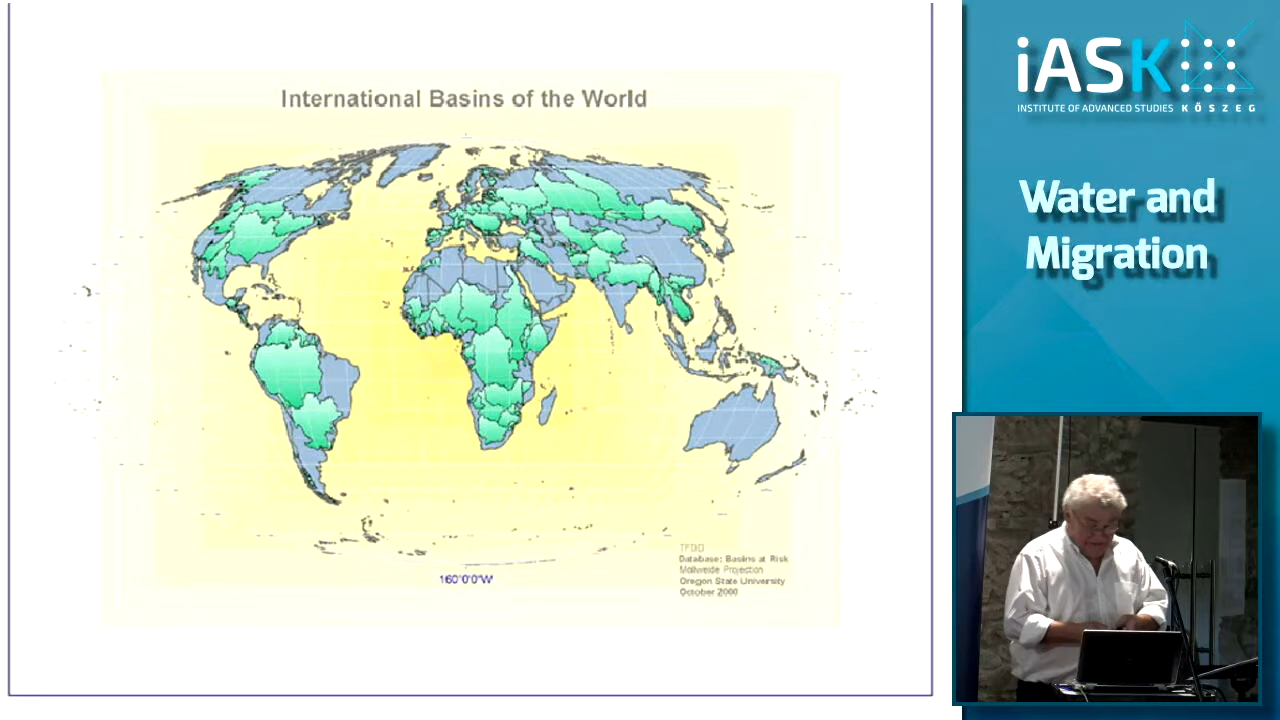 International Basins of the World
160°0'0"W
TFDD
Database: Basins at Risk
Mollweide Projection
Oregon State University
October 2000
iASK
INSTITUTE OF ADVANCED STUDIES KŐSZEG
Water and
Migration